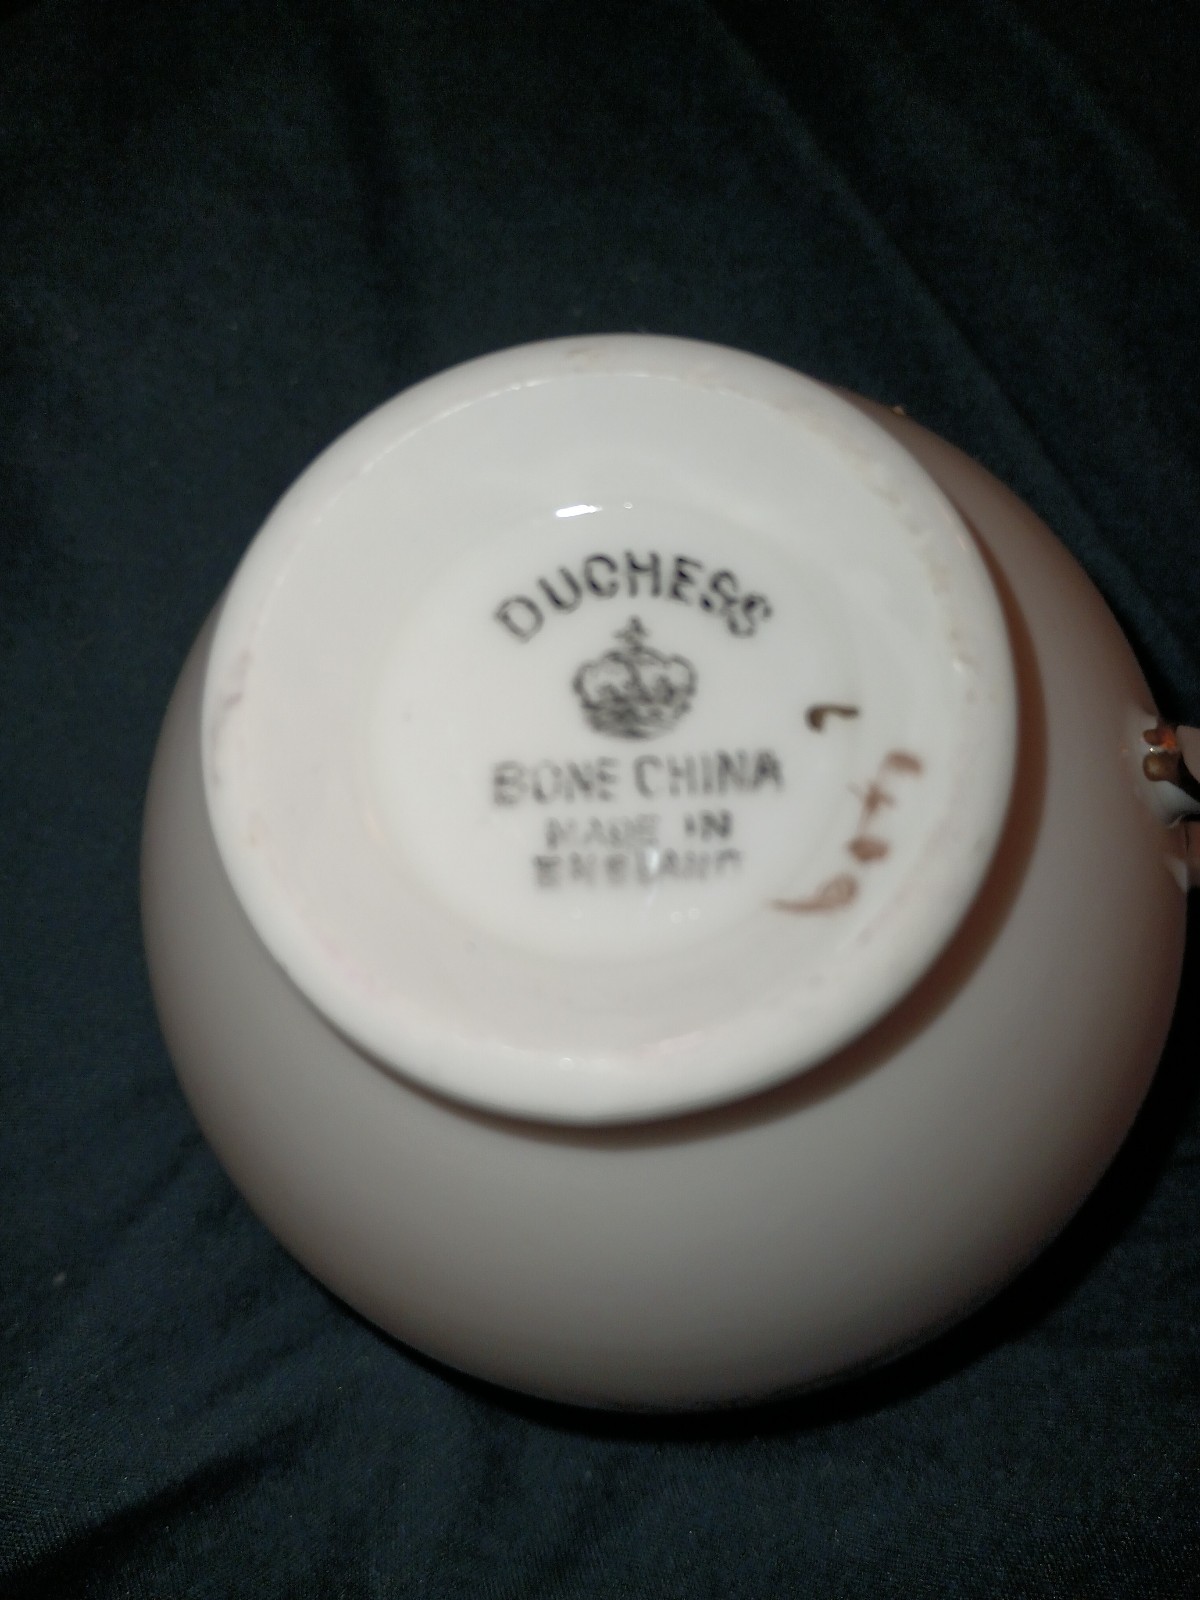 DUCHESS
BONE CHINA
MADE IN
ENGLAND